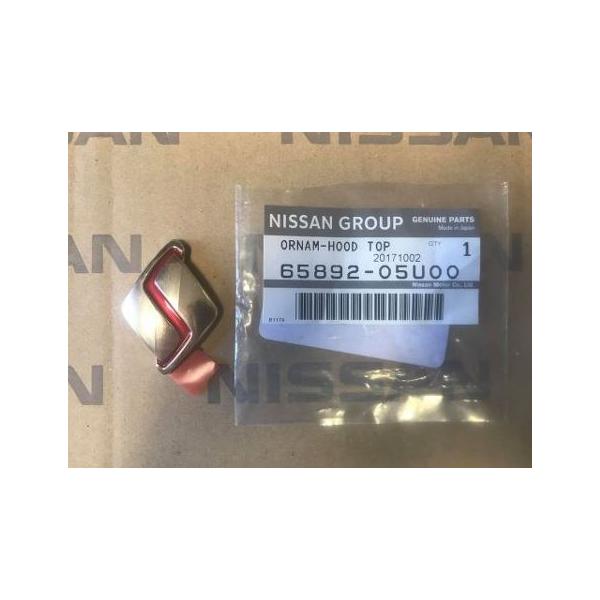 NISSAN
NISSAN GROUP
GENUINE PARTS
Made in Japan
ORNAM-HOOD TOP
QTY
1
20171002
65892-05U00
Nissan Motor Co., Ltd.
NISSAN